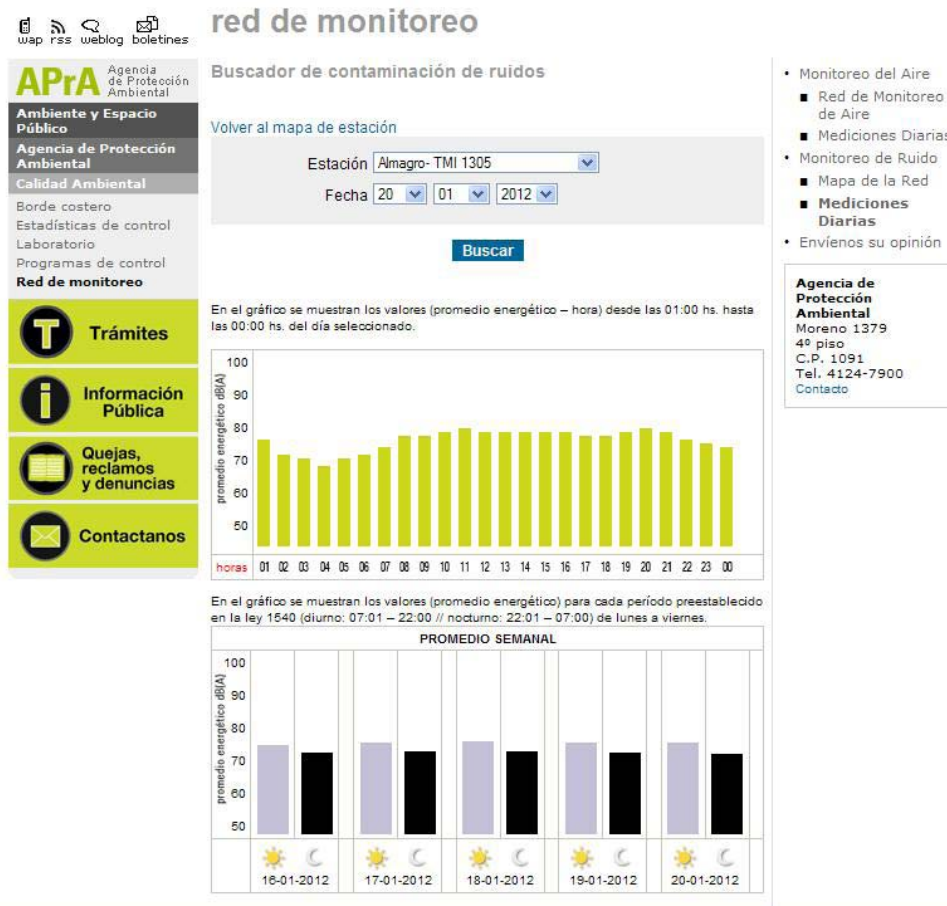 wap rss weblog boletines
red de monitoreo
APrA Agencia
de Protección
Ambiental
Ambiente y Espacio
Público
Agencia de Protección
Ambiental
Calidad Ambiental
Borde costero
Estadísticas de control
Laboratorio
Programas de control
Red de monitoreo
Trámites
Información
Pública
Quejas,
reclamos
y denuncias
Contactanos
Buscador de contaminación de ruidos
Volver al mapa de estación
Estación Almagro- TMI 1305
Fecha 20 01 2012
Buscar
En el gráfico se muestran los valores (promedio energético – hora) desde las 01:00 hs. hasta
las 00:00 hs. del día seleccionado.
promedio energético dB(A)
100
90
80
70
60
50
horas 01 02 03 04 05 06 07 08 09 10 11 12 13 14 15 16 17 18 19 20 21 22 23 00
En el gráfico se muestran los valores (promedio energético) para cada período preestablecido
en la ley 1540 (diurno: 07:01 – 22:00 // nocturno: 22:01 – 07:00) de lunes a viernes.
PROMEDIO SEMANAL
promedio energético dB(A)
100
90
80
70
60
50
16-01-2012 17-01-2012 18-01-2012 19-01-2012 20-01-2012
• Monitoreo del Aire
■ Red de Monitoreo
de Aire
■ Mediciones Diarias
• Monitoreo de Ruido
■ Mapa de la Red
■ Mediciones
Diarias
• Envíenos su opinión
Agencia de
Protección
Ambiental
Moreno 1379
4º piso
C.P. 1091
Tel. 4124-7900
Contacto